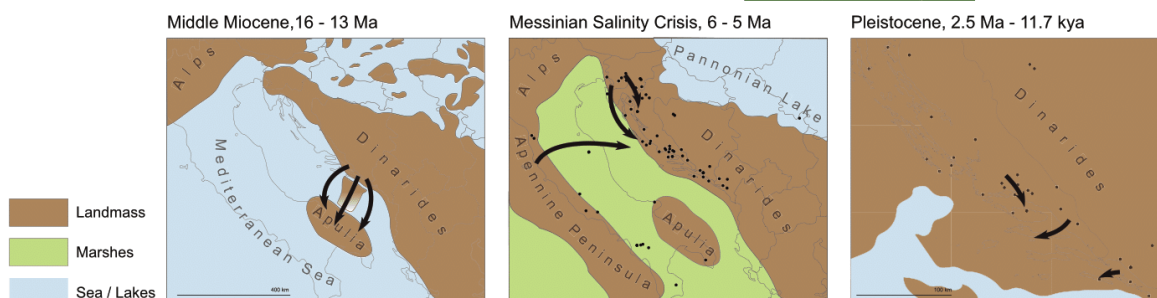 Middle Miocene,16 - 13 Ma
Messinian Salinity Crisis, 6 - 5 Ma
Pleistocene, 2.5 Ma - 11.7 kya
Alps
Mediterranean Sea
Dinarides
Apulia
400 km
Alps
Pannonian Lake
Apennine Peninsula
Dinarides
Apulia
Dinarides
100 km
Landmass
Marshes
Sea / Lakes